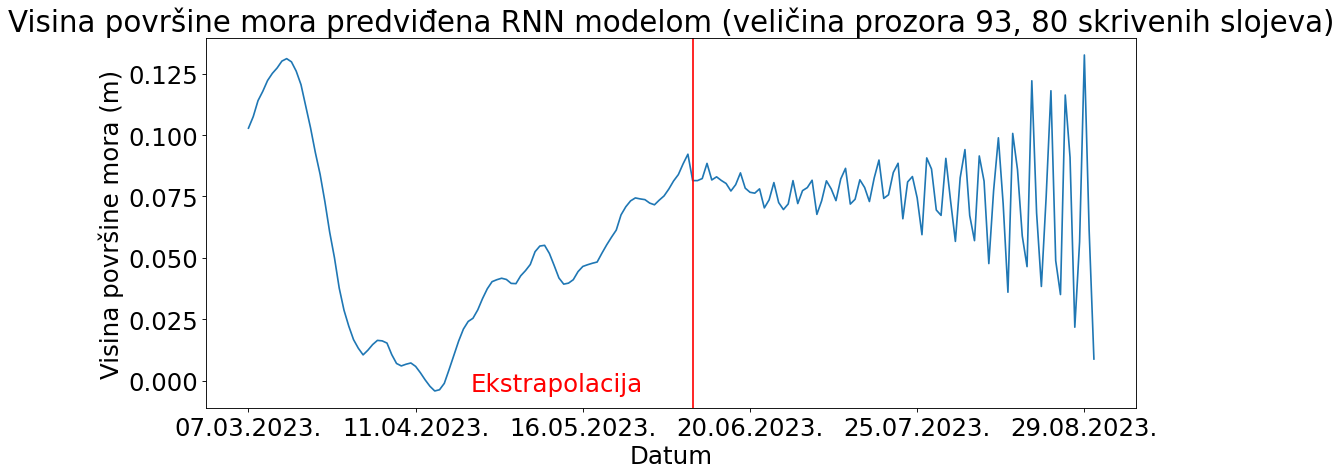 Visina površine mora predviđena RNN modelom (veličina prozora 93, 80 skrivenih slojeva)
Visina površine mora (m)
0.125
0.100
0.075
0.050
0.025
0.000
Ekstrapolacija
07.03.2023. 11.04.2023. 16.05.2023. 20.06.2023. 25.07.2023. 29.08.2023.
Datum